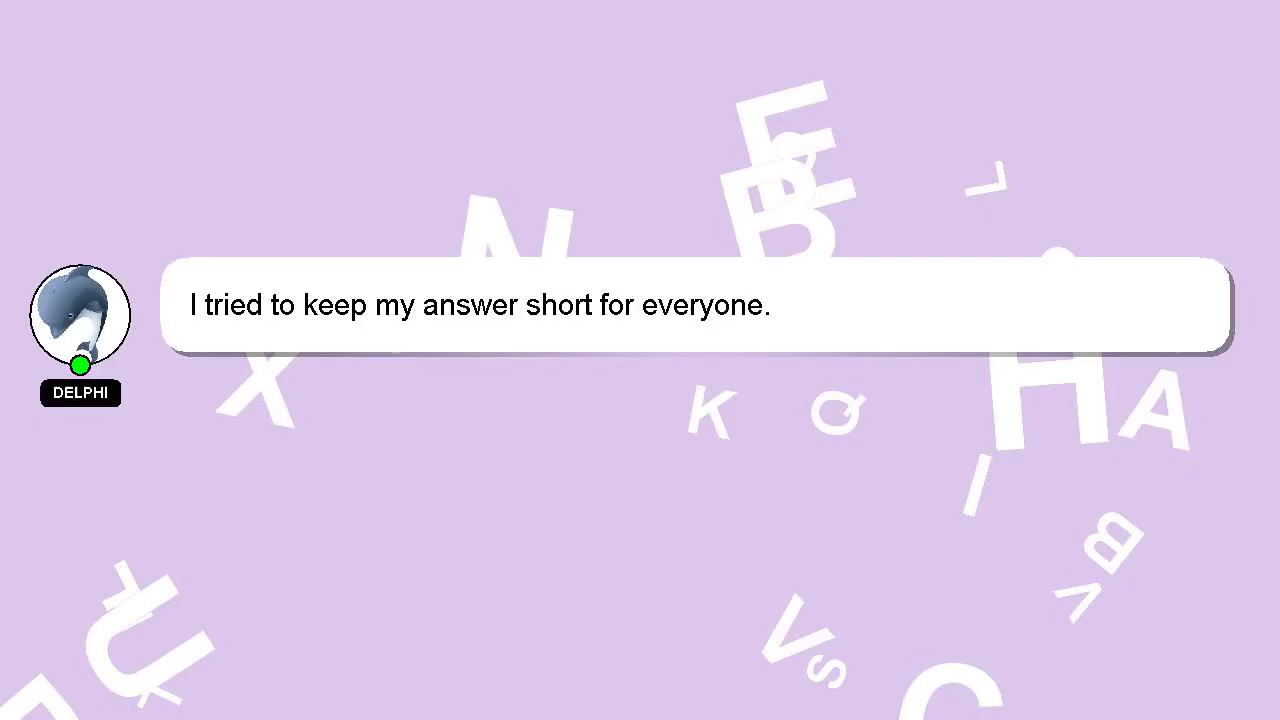 I tried to keep my answer short for everyone.
DELPHI
E
B
L
N
X
K
Q
H
A
I
B
V
U
V
S
C